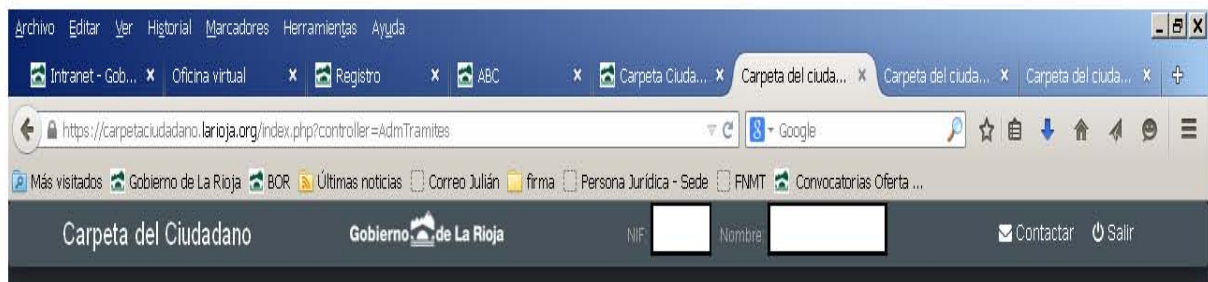 Archivo Editar Ver Historial Marcadores Herramientas Ayuda
Intranet - Gob... Oficina virtual Registro ABC Carpeta Ciuda... Carpeta del ciuda... Carpeta del ciuda... Carpeta del ciuda...
https://carpetaciudadano.larioja.org/index.php?controller=AdmTramites Google
Más visitados Gobierno de La Rioja BOR Últimas noticias Correo Julián firma Persona Jurídica - Sede FNMT Convocatorias Oferta ...
Carpeta del Ciudadano Gobierno de La Rioja NIF: Nombre: Contactar Salir